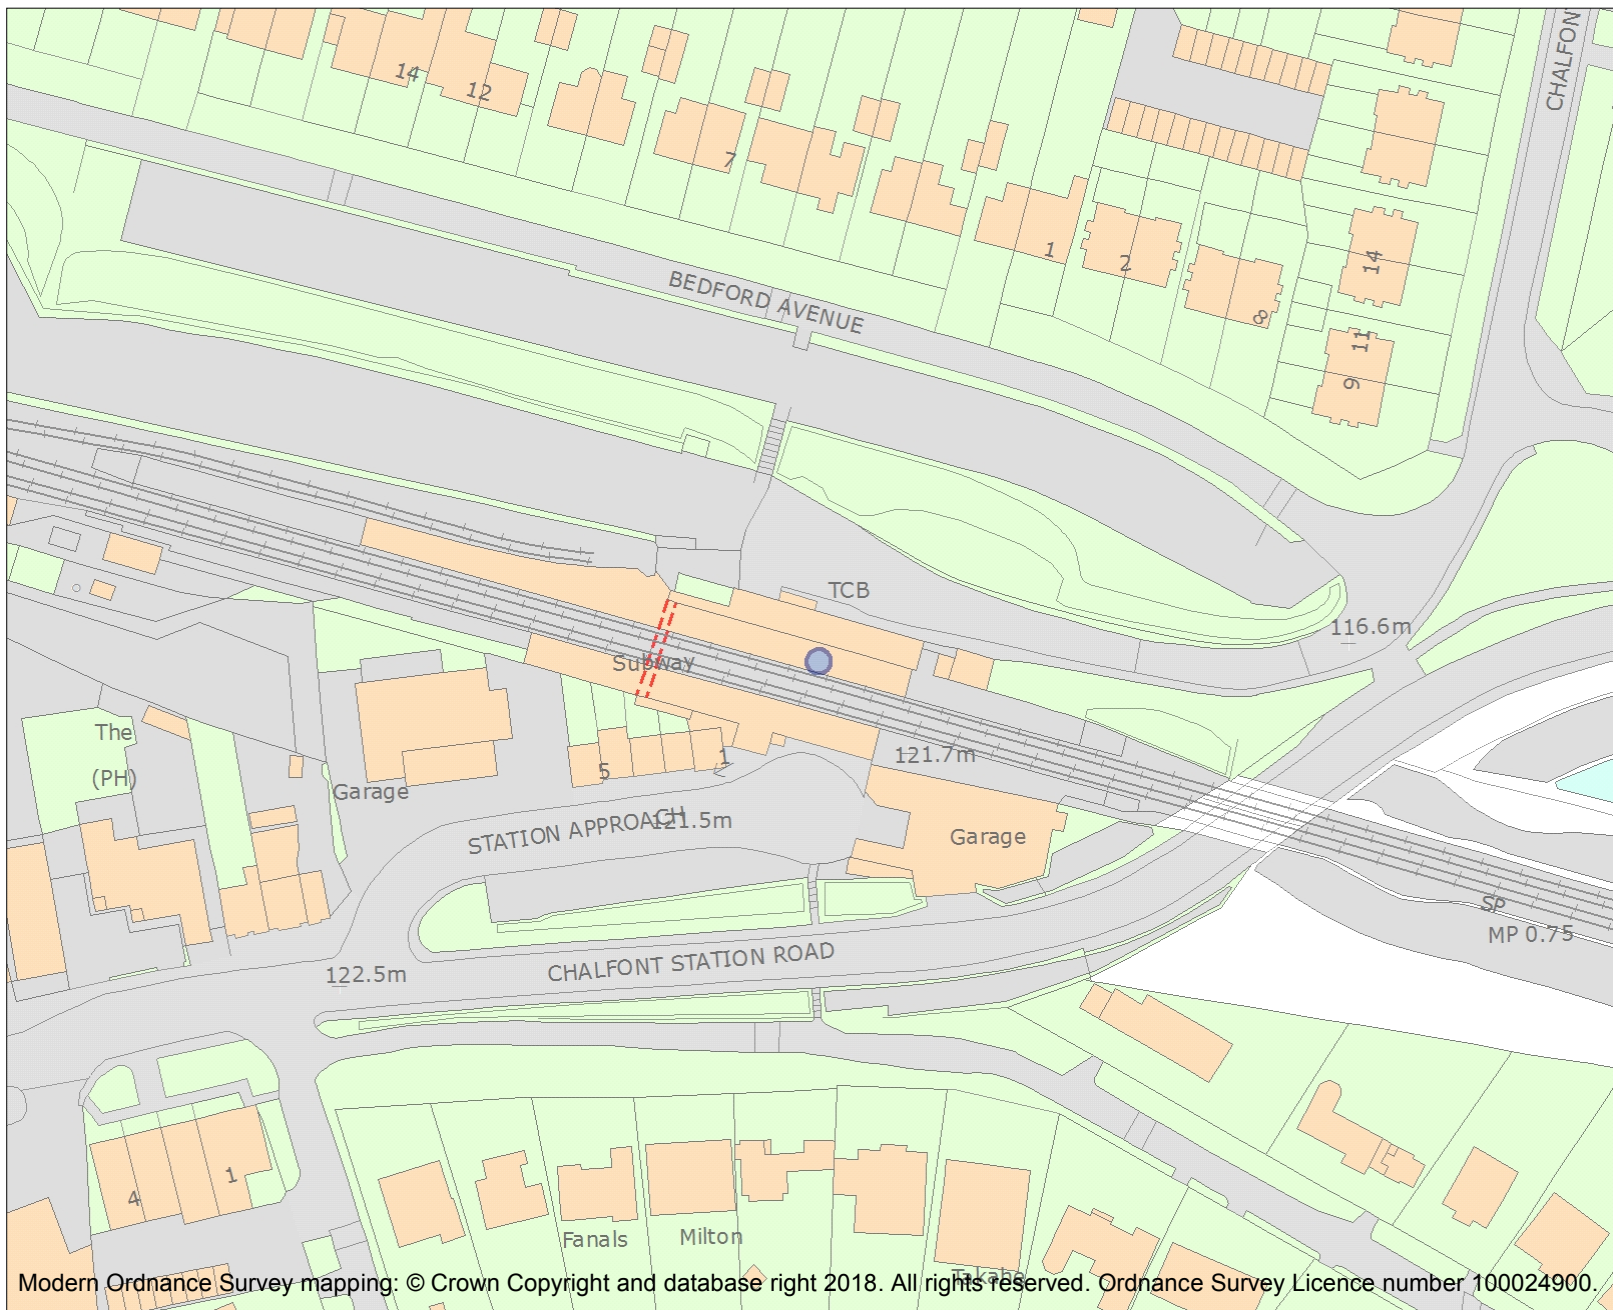 CHALFON
14
12
7
1
2
14
8
11
9
BEDFORD AVENUE
TCB
116.6m
Subway
The
(PH)
Garage
5
1
121.7m
STATION APPROACH
121.5m
Garage
SP
MP 0.75
CHALFONT STATION ROAD
122.5m
4
1
Fanals
Milton
Takabe
Modern Ordnance Survey mapping: © Crown Copyright and database right 2018. All rights reserved. Ordnance Survey Licence number 100024900.